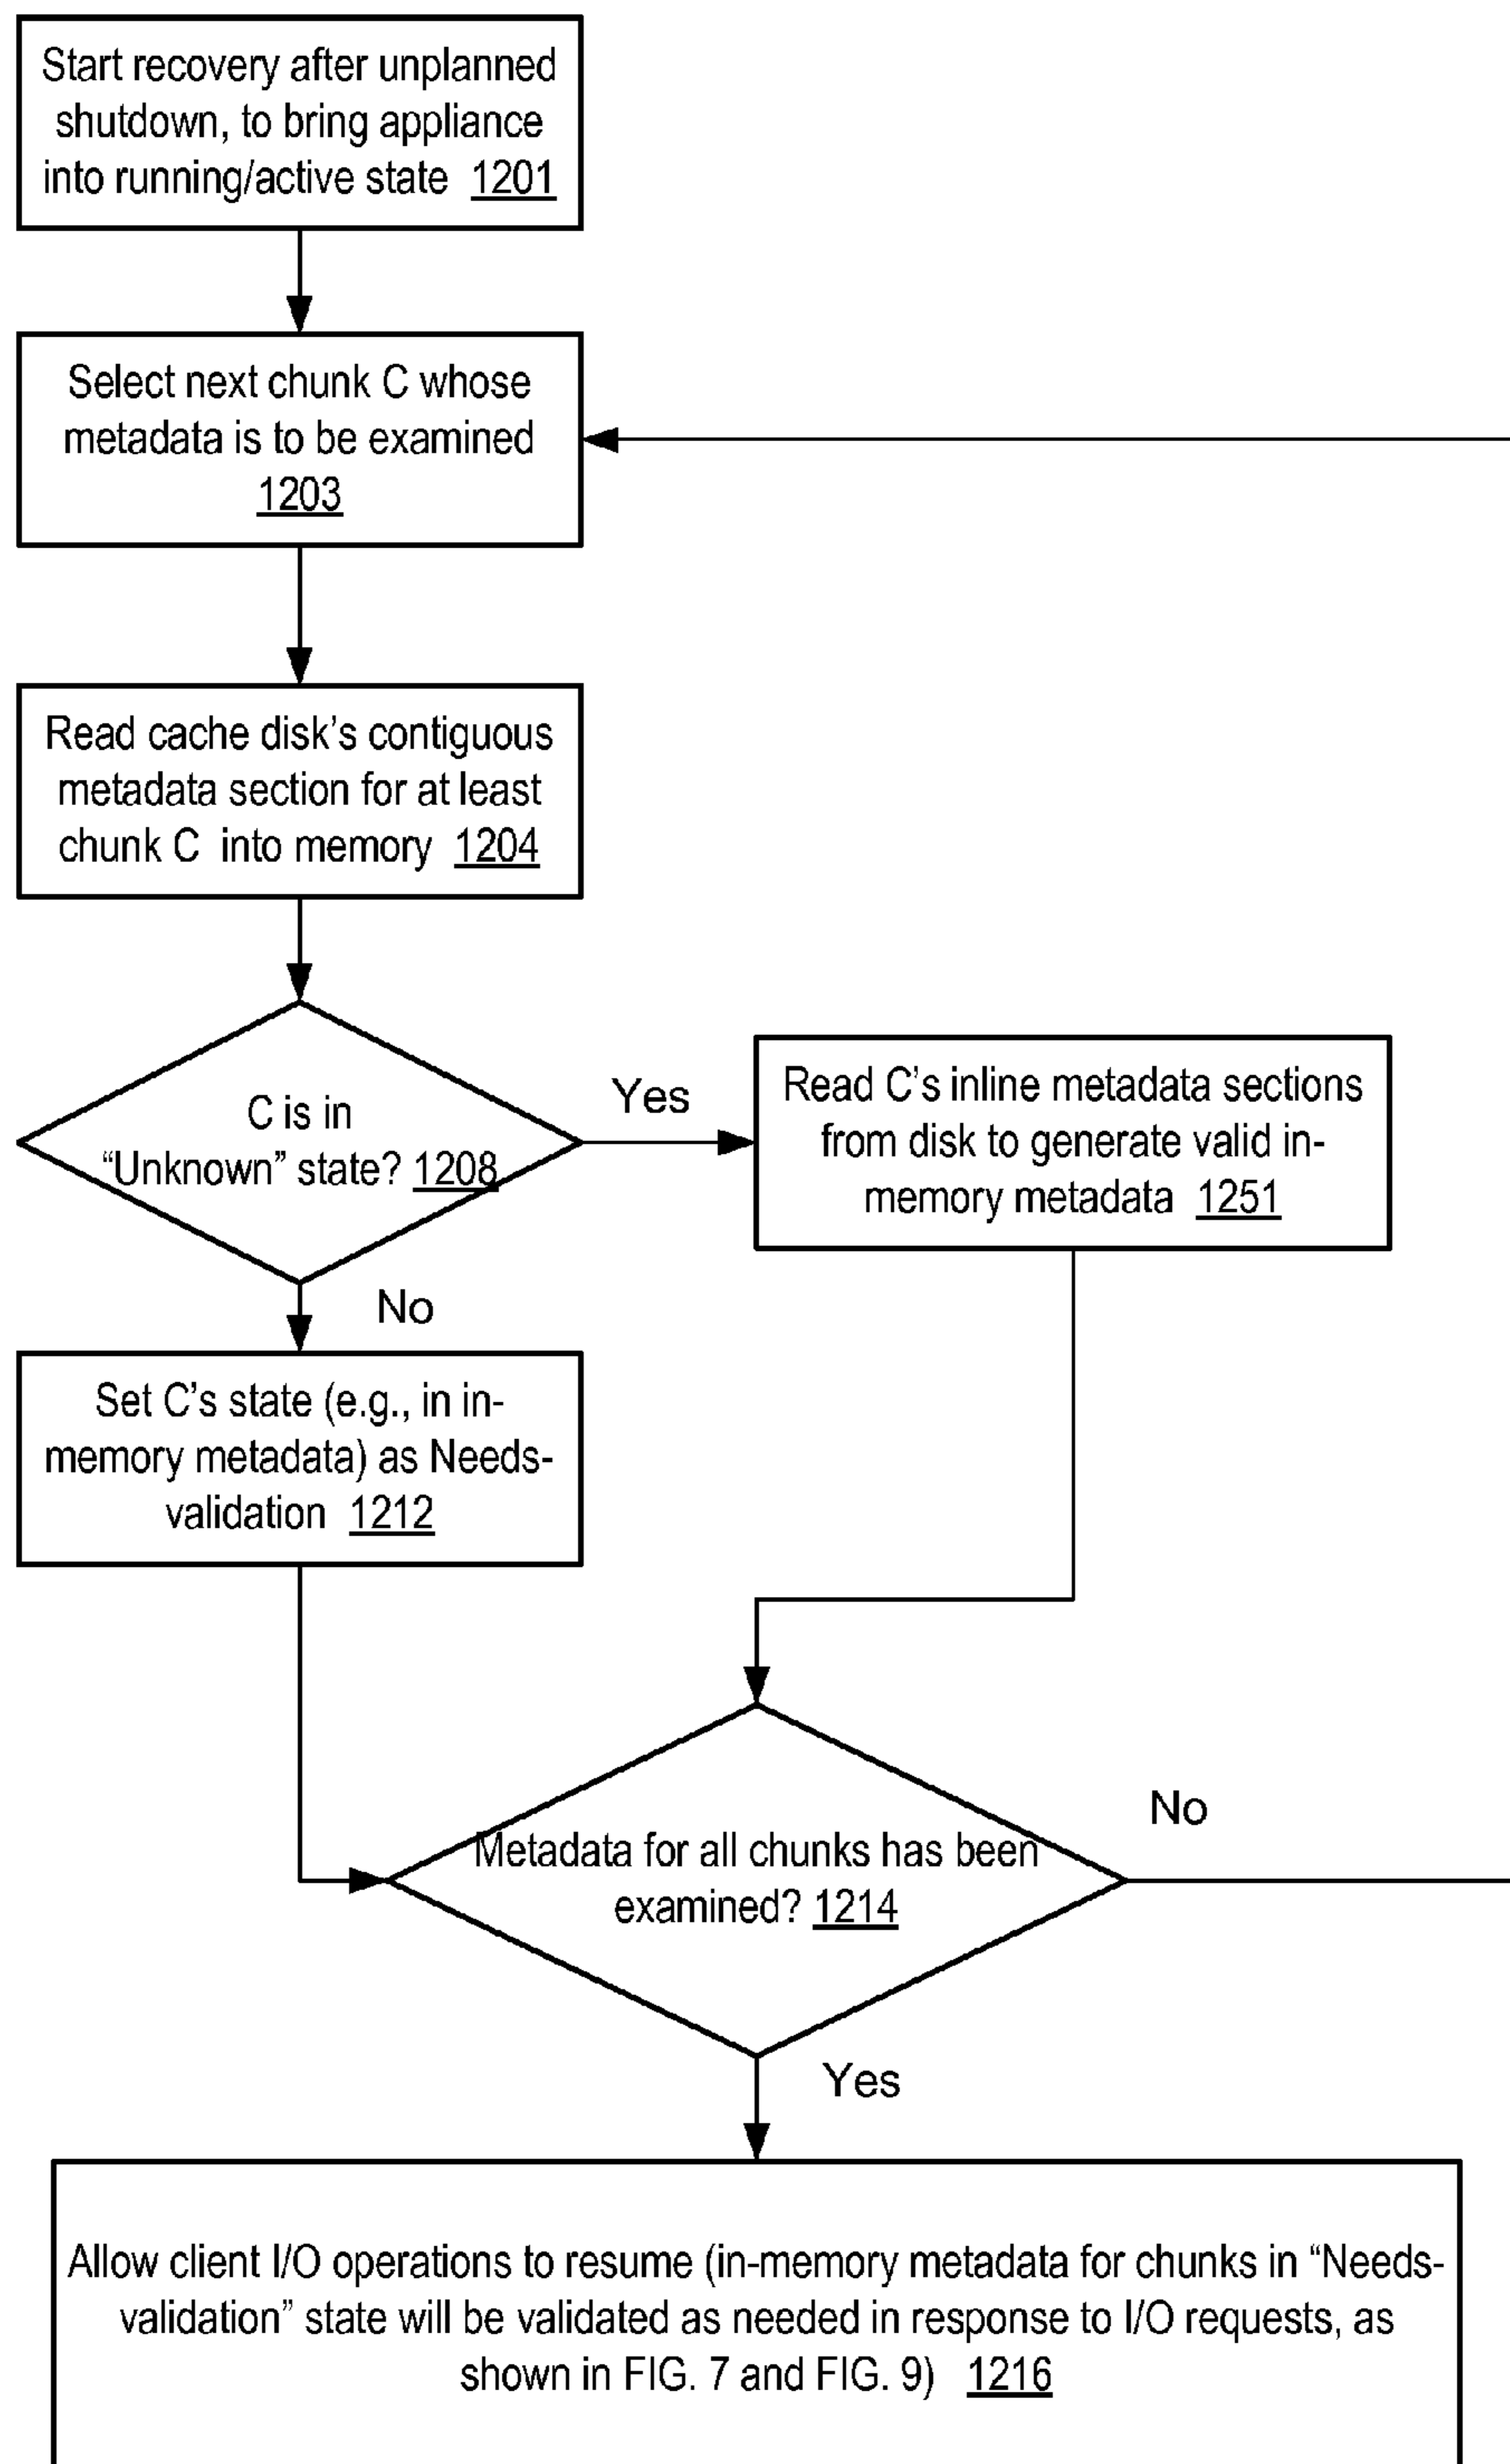 Start recovery after unplanned
shutdown, to bring appliance
into running/active state 1201
Select next chunk C whose
metadata is to be examined
1203
Read cache disk’s contiguous
metadata section for at least
chunk C into memory 1204
C is in
“Unknown” state? 1208
Yes
Read C’s inline metadata sections
from disk to generate valid in-
memory metadata 1251
No
Set C’s state (e.g., in in-
memory metadata) as Needs-
validation 1212
Metadata for all chunks has been
examined? 1214
No
Yes
Allow client I/O operations to resume (in-memory metadata for chunks in “Needs-
validation” state will be validated as needed in response to I/O requests, as
shown in FIG. 7 and FIG. 9) 1216